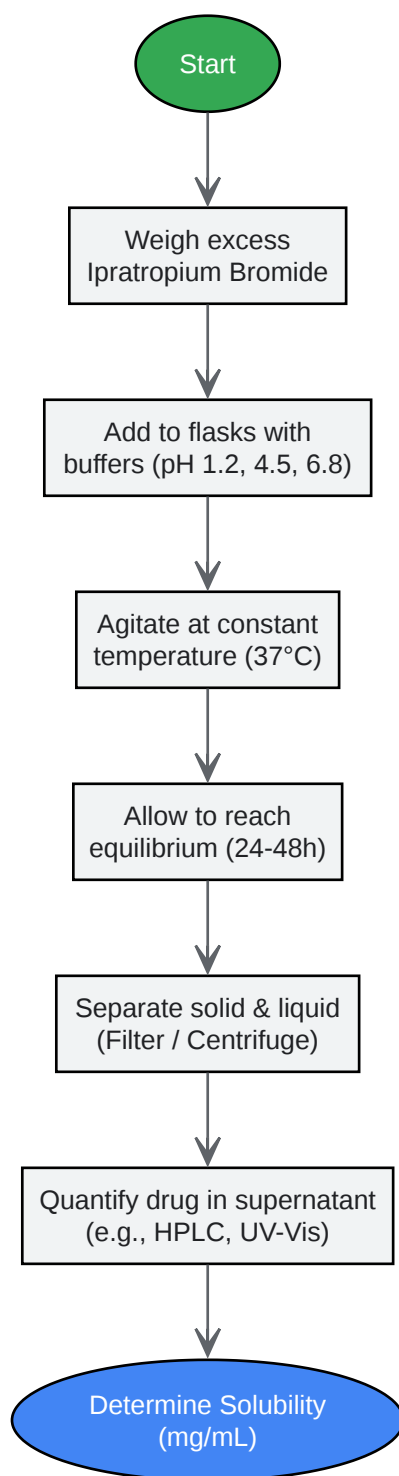 Start
Weigh excess
Ipratropium Bromide
Add to flasks with
buffers (pH 1.2, 4.5, 6.8)
Agitate at constant
temperature (37°C)
Allow to reach
equilibrium (24-48h)
Separate solid & liquid
(Filter / Centrifuge)
Quantify drug in supernatant
(e.g., HPLC, UV-Vis)
Determine Solubility
(mg/mL)